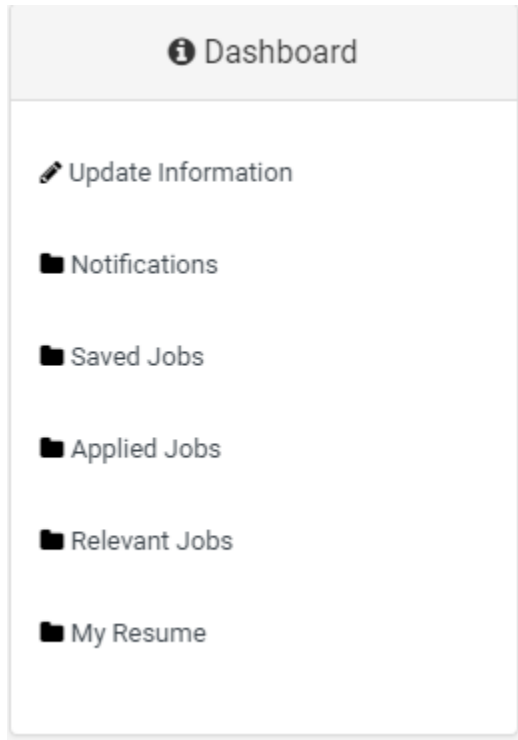 Dashboard
Update Information
Notifications
Saved Jobs
Applied Jobs
Relevant Jobs
My Resume